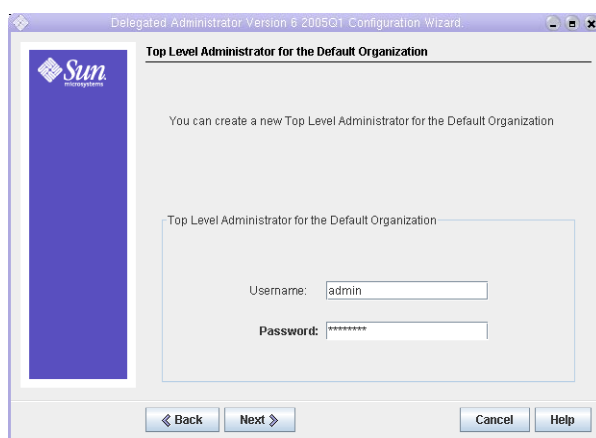 Delegated Administrator Version 6 2005Q1 Configuration Wizard.
Sun
microsystems
Top Level Administrator for the Default Organization
You can create a new Top Level Administrator for the Default Organization
Top Level Administrator for the Default Organization
Username: admin
Password: ********
Back Next Cancel Help